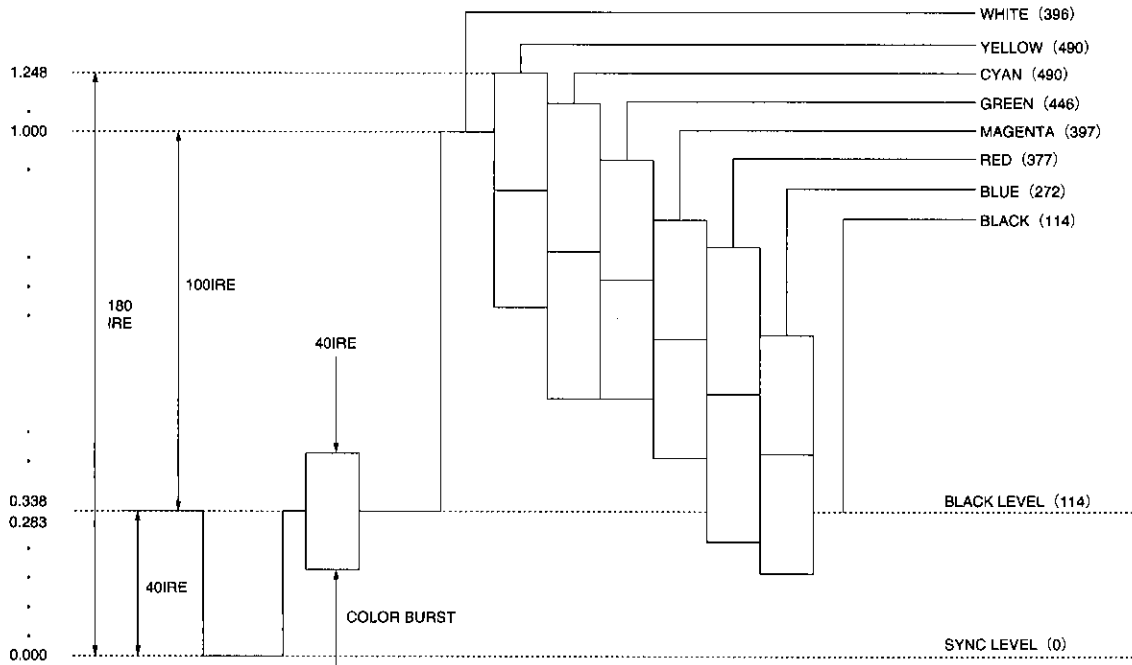 WHITE (396)
YELLOW (490)
1.248
CYAN (490)
GREEN (446)
1.000
MAGENTA (397)
RED (377)
BLUE (272)
BLACK (114)
100IRE
180
IRE
40IRE
0.338
BLACK LEVEL (114)
0.283
40IRE
COLOR BURST
SYNC LEVEL (0)
0.000